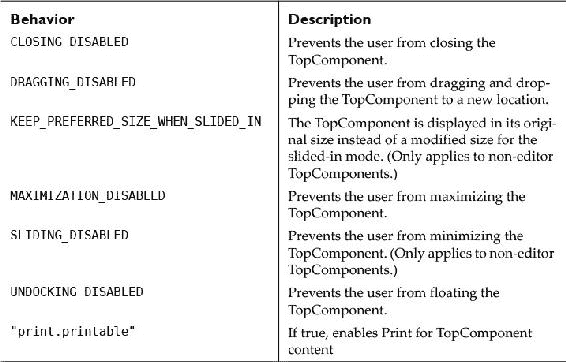 Behavior Description
CLOSING_DISABLED Prevents the user from closing the
TopComponent.
DRAGGING_DISABLED Prevents the user from dragging and drop-
ping the TopComponent to a new location.
KEEP_PREFERRED_SIZE_WHEN_SLIDED_IN The TopComponent is displayed in its origi-
nal size instead of a modified size for the
slided-in mode. (Only applies to non-editor
TopComponents.)
MAXIMIZATION_DISABLED Prevents the user from maximizing the
TopComponent.
SLIDING_DISABLED Prevents the user from minimizing the
TopComponent. (Only applies to non-editor
TopComponents.)
UNDOCKING_DISABLED Prevents the user from floating the
TopComponent.
"print.printable" If true, enables Print for TopComponent
content